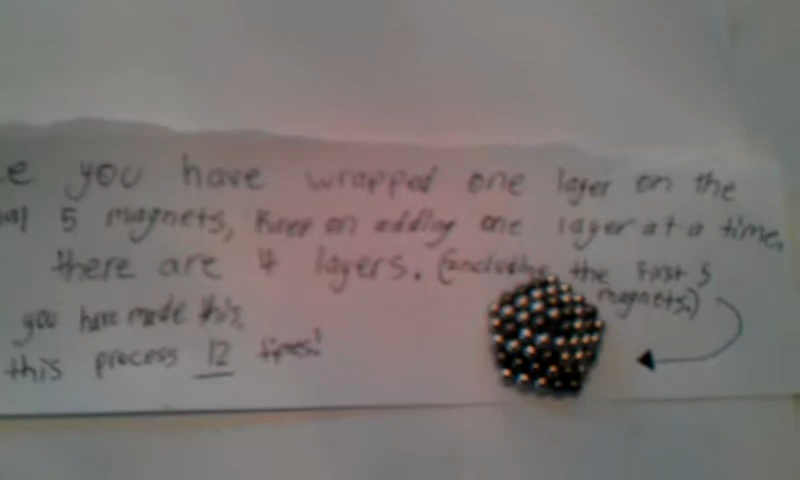 e you have wrapped one layer on the
nal 5 magnets, keep on adding one layer at a time,
there are 4 layers. (including the first 5
magnets.)
you have made this,
this process 12 times!